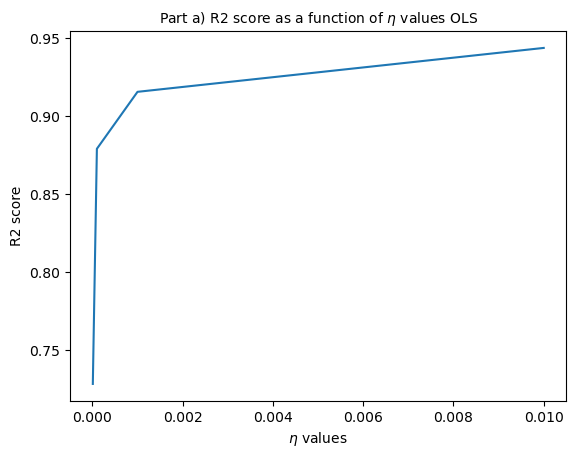 Part a) R2 score as a function of η values OLS
0.95
0.90
0.85
0.80
0.75
R2 score
0.000 0.002 0.004 0.006 0.008 0.010
η values